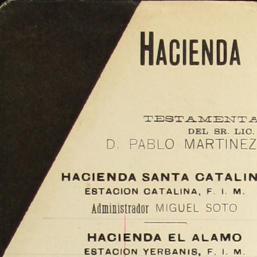 HACIENDA
TESTAMENTA
DEL SR. LIC.
D. PABLO MARTINEZ
HACIENDA SANTA CATALIN
ESTACION CATALINA, F. I. M.
Administrador MIGUEL SOTO
HACIENDA EL ALAMO
ESTACION YERBANIS, F. I. M.